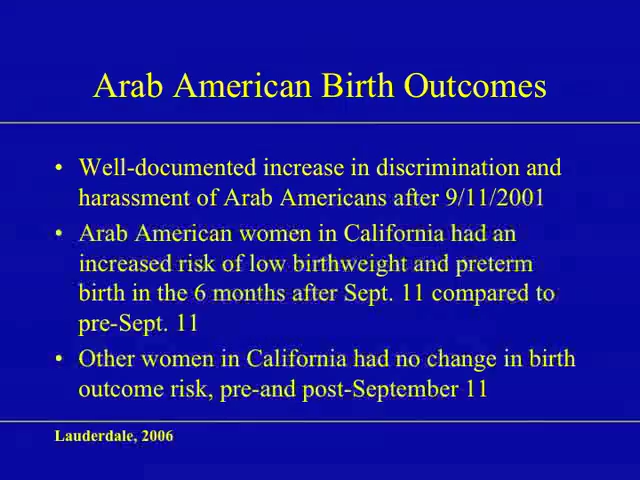 Arab American Birth Outcomes
• Well-documented increase in discrimination and
harassment of Arab Americans after 9/11/2001
• Arab American women in California had an
increased risk of low birthweight and preterm
birth in the 6 months after Sept. 11 compared to
pre-Sept. 11
• Other women in California had no change in birth
outcome risk, pre-and post-September 11
Lauderdale, 2006